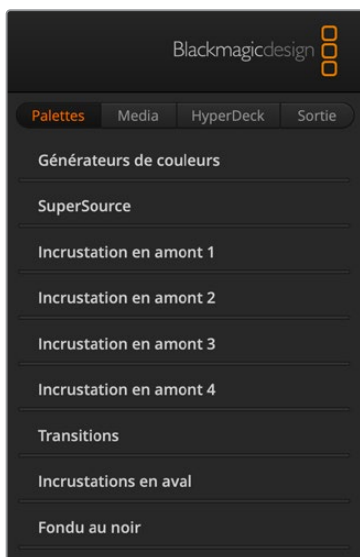 Blackmagicdesign
Palettes Media HyperDeck Sortie
Générateurs de couleurs
SuperSource
Incrustation en amont 1
Incrustation en amont 2
Incrustation en amont 3
Incrustation en amont 4
Transitions
Incrustations en aval
Fondu au noir